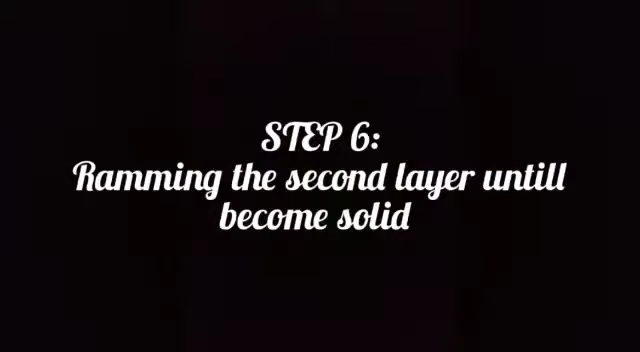 STEP 6:
Ramming the second layer untill
become solid